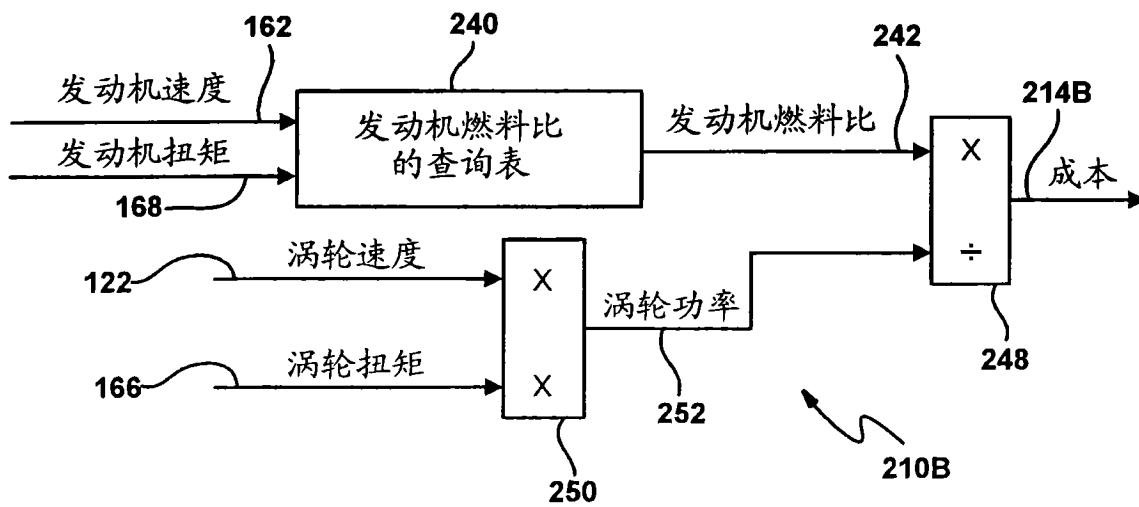 162
240
242
214B
发动机速度
发动机扭矩
168
发动机燃料比
的查询表
发动机燃料比
X
÷
成本
248
122
涡轮速度
166
涡轮扭矩
X
X
250
涡轮功率
252
210B